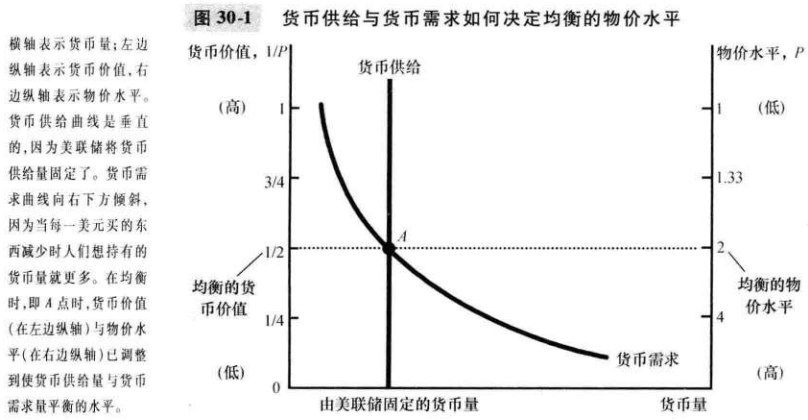 图 30-1 货币供给与货币需求如何决定均衡的物价水平
横轴表示货币量;左边
纵轴表示货币价值,右
边纵轴表示物价水平。
货币供给曲线是垂直
的,因为美联储将货币
供给量固定了。货币需
求曲线向右下方倾斜,
因为当每一美元买的东
西减少时人们想持有的
货币量就更多。在均衡
时,即 A 点时,货币价值
(在左边纵轴)与物价水
平(在右边纵轴)已调整
到使货币供给量与货币
需求量平衡的水平。
货币价值,1/P
物价水平,P
货币供给
(高)
1
1
(低)
3/4
1.33
A
1/2
2
均衡的货
币价值
均衡的物
价水平
1/4
4
货币需求
(低)
(高)
0
由美联储固定的货币量
货币量